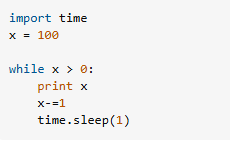 import time
x = 100
while x > 0:
    print x
    x-=1
    time.sleep(1)